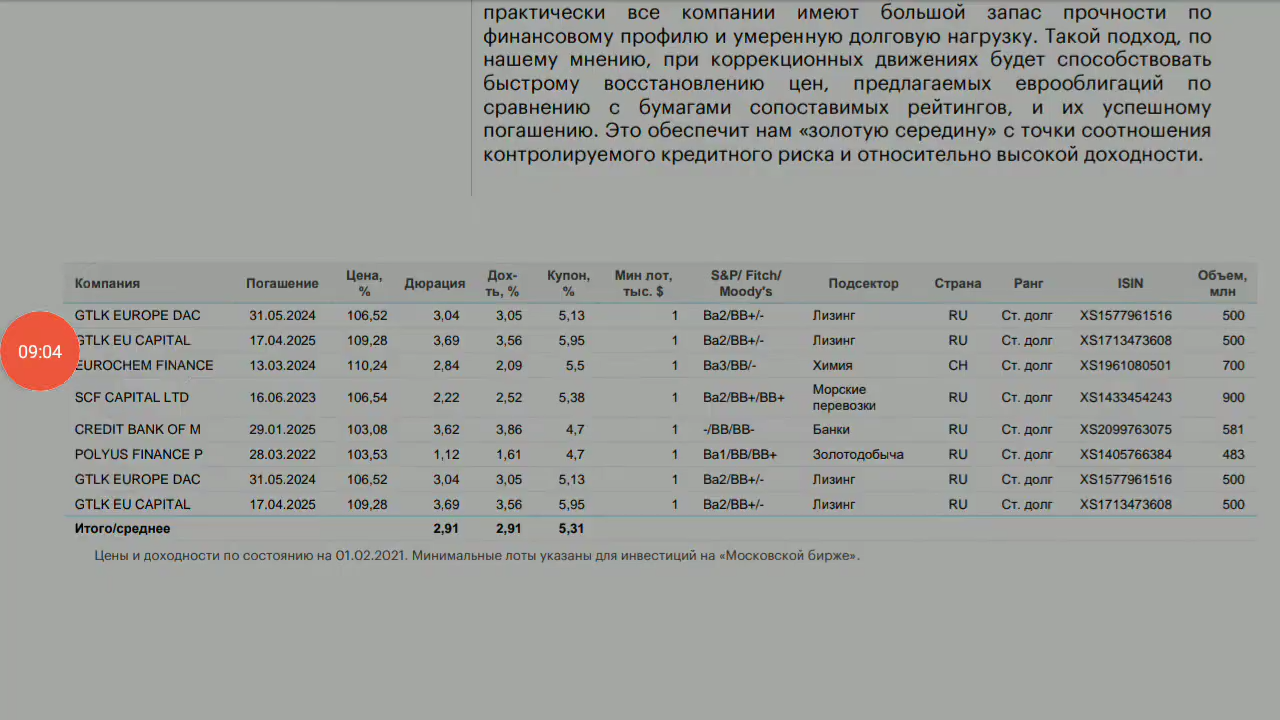 практически все компании имеют большой запас прочности по
финансовому профилю и умеренную долговую нагрузку. Такой подход, по
нашему мнению, при коррекционных движениях будет способствовать
быстрому восстановлению цен, предлагаемых еврооблигаций по
сравнению с бумагами сопоставимых рейтингов, и их успешному
погашению. Это обеспечит нам «золотую середину» с точки соотношения
контролируемого кредитного риска и относительно высокой доходности.
Компания Погашение Цена, % Дюрация Дох-ть, % Купон, % Мин лот, тыс. $ S&P/ Fitch/ Moody's Подсектор Страна Ранг ISIN Объем, млн
GTLK EUROPE DAC 31.05.2024 106,52 3,04 3,05 5,13 1 Ba2/BB+/- Лизинг RU Ст. долг XS1577961516 500
09:04
GTLK EU CAPITAL 17.04.2025 109,28 3,69 3,56 5,95 1 Ba2/BB+/- Лизинг RU Ст. долг XS1713473608 500
EUROCHEM FINANCE 13.03.2024 110,24 2,84 2,09 5,5 1 Ba3/BB/- Химия CH Ст. долг XS1961080501 700
SCF CAPITAL LTD 16.06.2023 106,54 2,22 2,52 5,38 1 Ba2/BB+/BB+ Морские перевозки RU Ст. долг XS1433454243 900
CREDIT BANK OF M 29.01.2025 103,08 3,62 3,86 4,7 1 -/BB/BB- Банки RU Ст. долг XS2099763075 581
POLYUS FINANCE P 28.03.2022 103,53 1,12 1,61 4,7 1 Ba1/BB/BB+ Золотодобыча RU Ст. долг XS1405766384 483
GTLK EUROPE DAC 31.05.2024 106,52 3,04 3,05 5,13 1 Ba2/BB+/- Лизинг RU Ст. долг XS1577961516 500
GTLK EU CAPITAL 17.04.2025 109,28 3,69 3,56 5,95 1 Ba2/BB+/- Лизинг RU Ст. долг XS1713473608 500
Итого/среднее 2,91 2,91 5,31
Цены и доходности по состоянию на 01.02.2021. Минимальные лоты указаны для инвестиций на «Московской бирже».